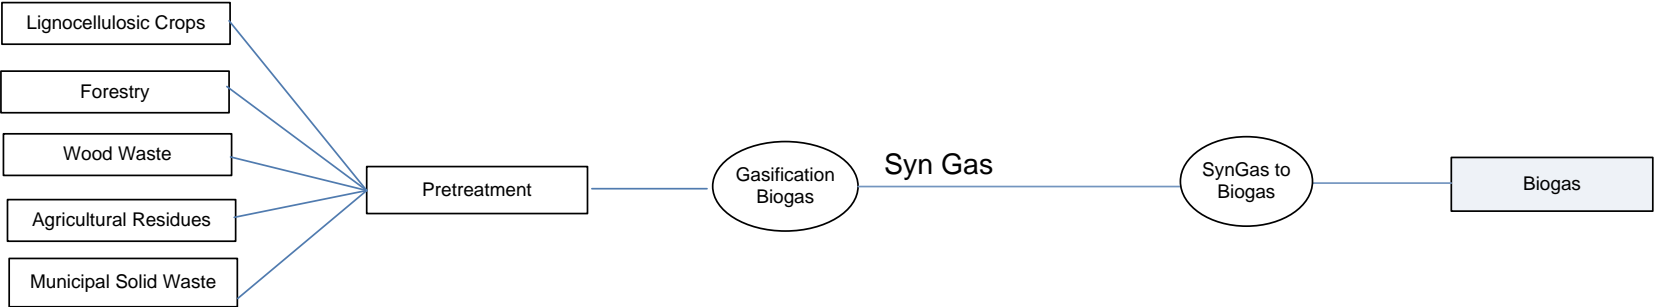 Lignocellulosic Crops
Forestry
Wood Waste
Agricultural Residues
Municipal Solid Waste
Pretreatment
Gasification
Biogas
Syn Gas
SynGas to
Biogas
Biogas